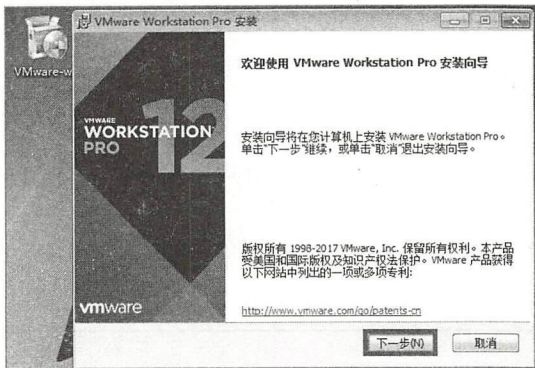 VMware Workstation Pro 安装
VMware-w
欢迎使用 VMware Workstation Pro 安装向导
VMWARE
WORKSTATION
PRO
12
安装向导将在您计算机上安装 VMware Workstation Pro。
单击“下一步”继续，或单击“取消”退出安装向导。
版权所有 1998-2017 VMware, Inc. 保留所有权利。本产品
受美国和国际版权及知识产权法保护。VMware 产品获得
以下网站中列出的一项或多项专利:
http://www.vmware.com/go/patents-cn
vmware
下一步(N)
取消